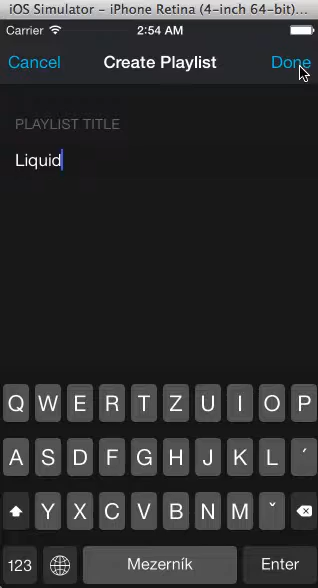 iOS Simulator – iPhone Retina (4-inch 64-bit)...
Carrier 2:54 AM
Cancel Create Playlist Done
PLAYLIST TITLE
Liquid
Q W E R T Z U I O P
A S D F G H J K L ´
Y X C V B N M ˇ
123 Mezerník Enter